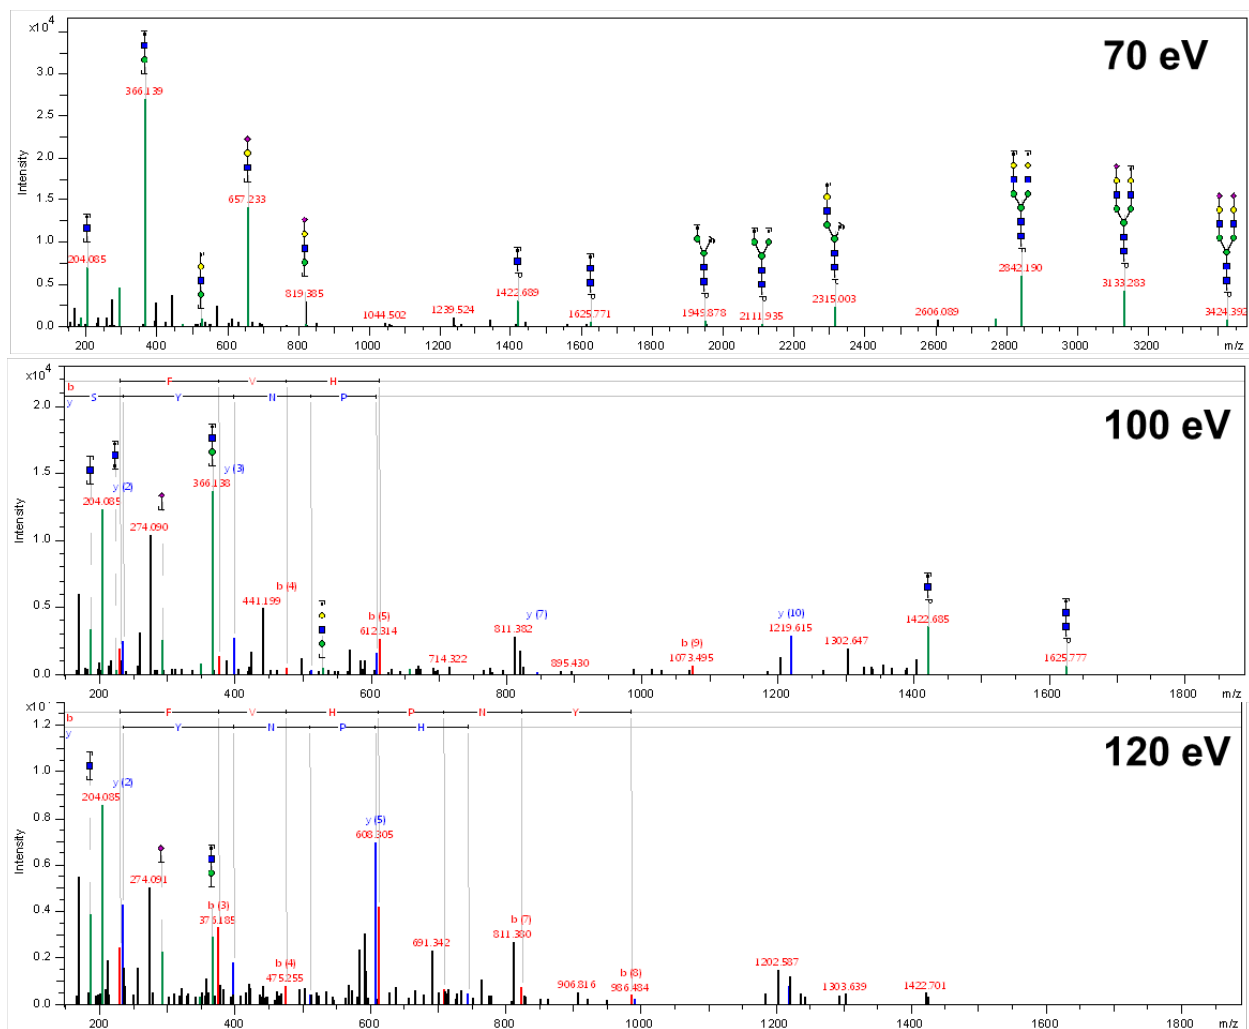 x10⁴
70 eV
3.0
366.139
2.5
2.0
657.233
1.5
1.0
204.085
2842.190
0.5
819.385
1422.689
2315.003
3133.283
1044.502
1239.524
1625.771
1949.878
2111.935
2606.089
3424.392
0.0
200 400 600 800 1000 1200 1400 1600 1800 2000 2200 2400 2600 2800 3000 3200 m/z
Intensity
x10⁴
b F V H
y S Y N P
100 eV
2.0
1.5
y (2) y (3)
204.085 366.138
274.090
1.0
0.5
441.199
b (4)
b (5)
612.314
811.382
y (7)
y (10)
1219.615
1422.685
714.322
895.430
b (9)
1073.495
1302.647
1625.777
0.0
200 400 600 800 1000 1200 1400 1600 1800 m/z
Intensity
b F V H P N Y
y Y N P H
120 eV
1.2
1.0
y (2)
204.085
0.8
y (5)
608.305
0.6
274.091
0.4
b (3)
b (7)
811.380
691.342
0.2
b (4)
475.255
906.816
b (8)
986.484
1202.587
1303.639
1422.701
0.0
200 400 600 800 1000 1200 1400 1600 1800 m/z
Intensity